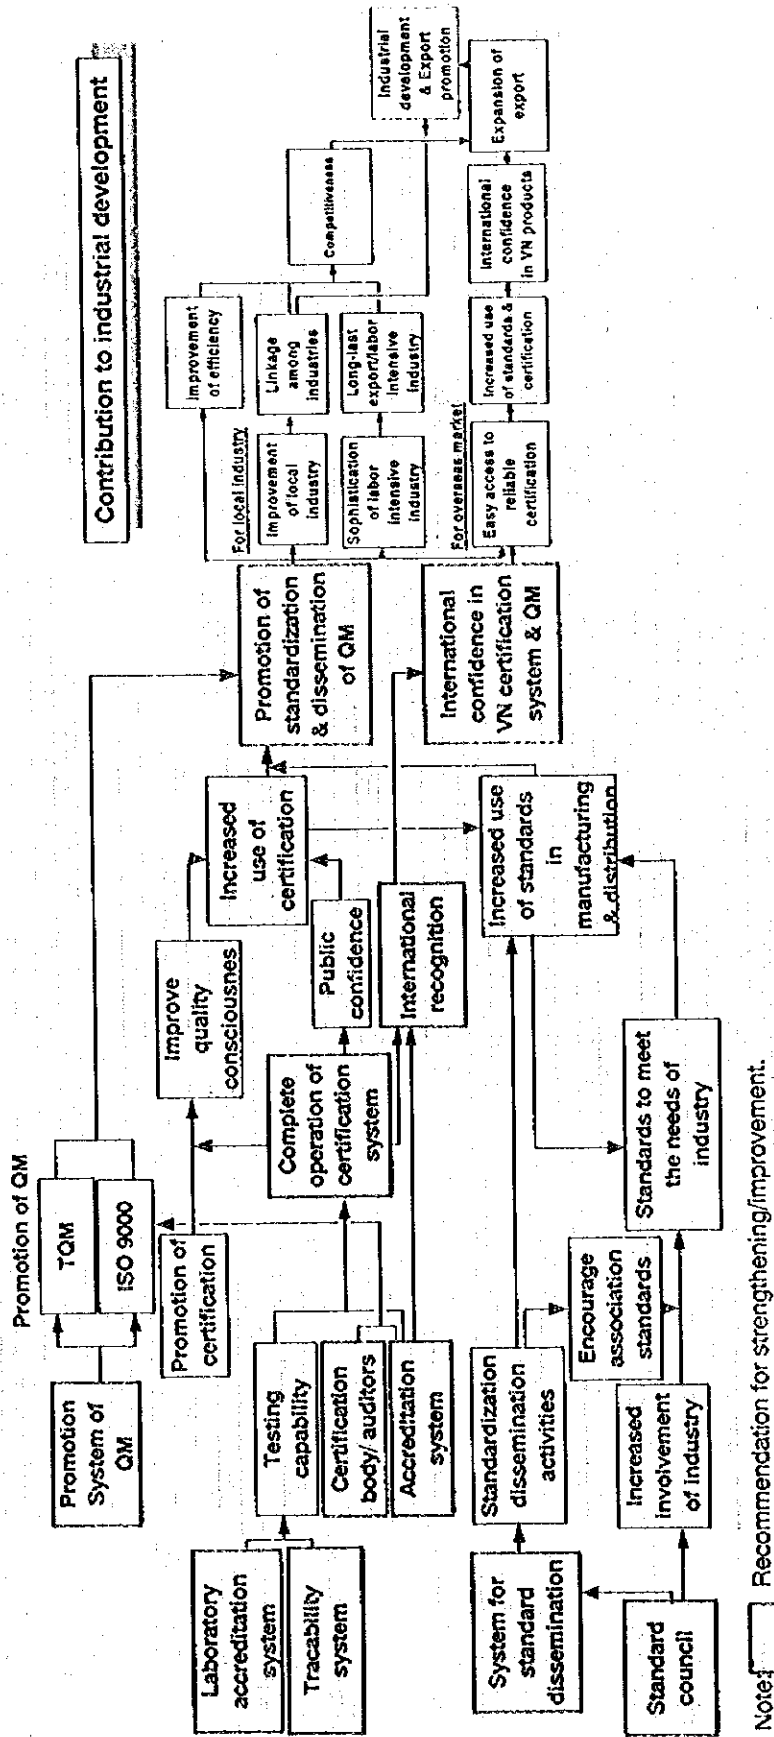 Contribution to industrial development
Promotion of QM
Promotion
System of
QM
TQM
ISO 9000
Promotion of
certification
Improve
quality
consciousnes
Laboratory
accreditation
system
Tracability
system
Testing
capability
Certification
body/ auditors
Accreditation
system
Complete
operation of
certification
system
Public
confidence
International
recognition
Increased
use of
certification
Promotion of
standardization
& dissemination
of QM
International
confidence in
VN certification
system & QM
System for
standard
dissemination
Standard
council
Standardization
dissemination
activities
Encourage
association
standards
Increased
involvement
of industry
Standards to meet
the needs of
industry
Increased use
of standards
in
manufacturing
& distribution
For local industry
Improvement
of efficiency
Improvement
of local
industry
Linkage
among
industries
Sophistication
of labor
intensive
industry
Long-last
export/labor
Intensive
Industry
Competitiveness
For overseas market
Easy access to
reliable
certification
Increased use
of standards &
certification
International
confidence
in VN products
Expansion of
export
Industrial
development
& Export
promotion
Note: Recommendation for strengthening/improvement.